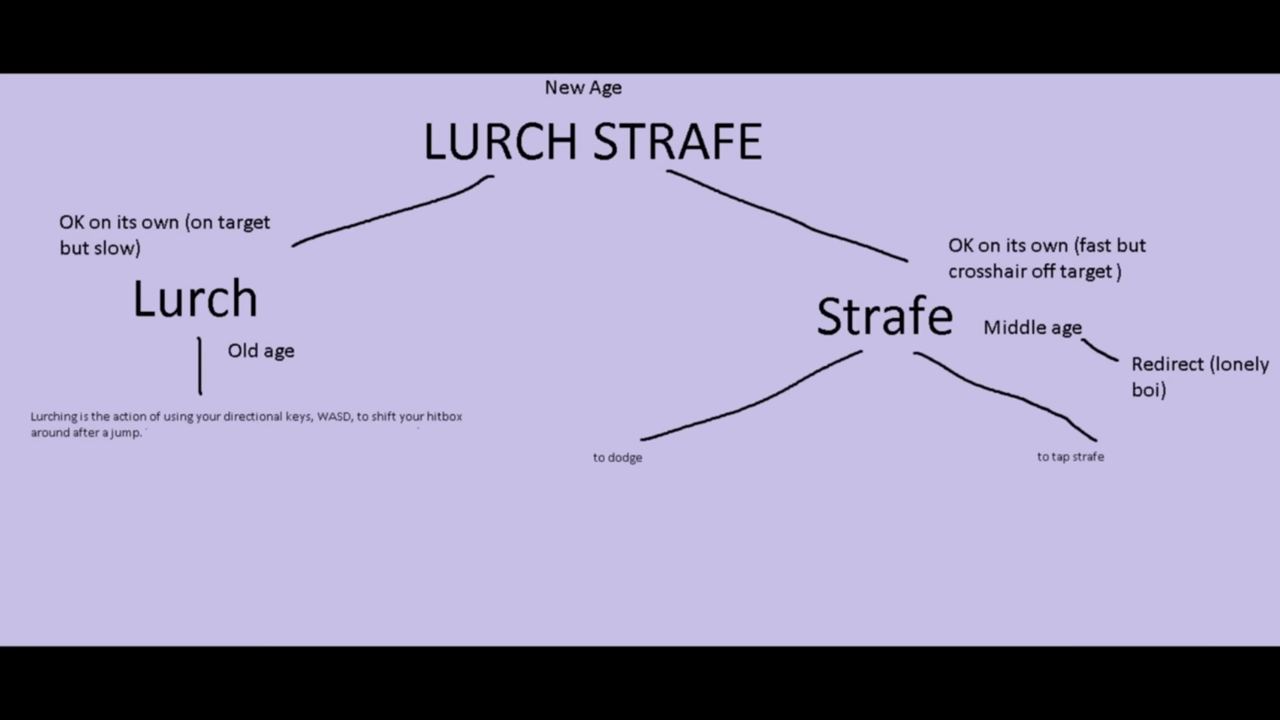 New Age
LURCH STRAFE
OK on its own (on target
but slow)
Lurch
Old age
Lurching is the action of using your directional keys, WASD, to shift your hitbox
around after a jump.
OK on its own (fast but
crosshair off target )
Strafe
Middle age
Redirect (lonely
boi)
to dodge
to tap strafe